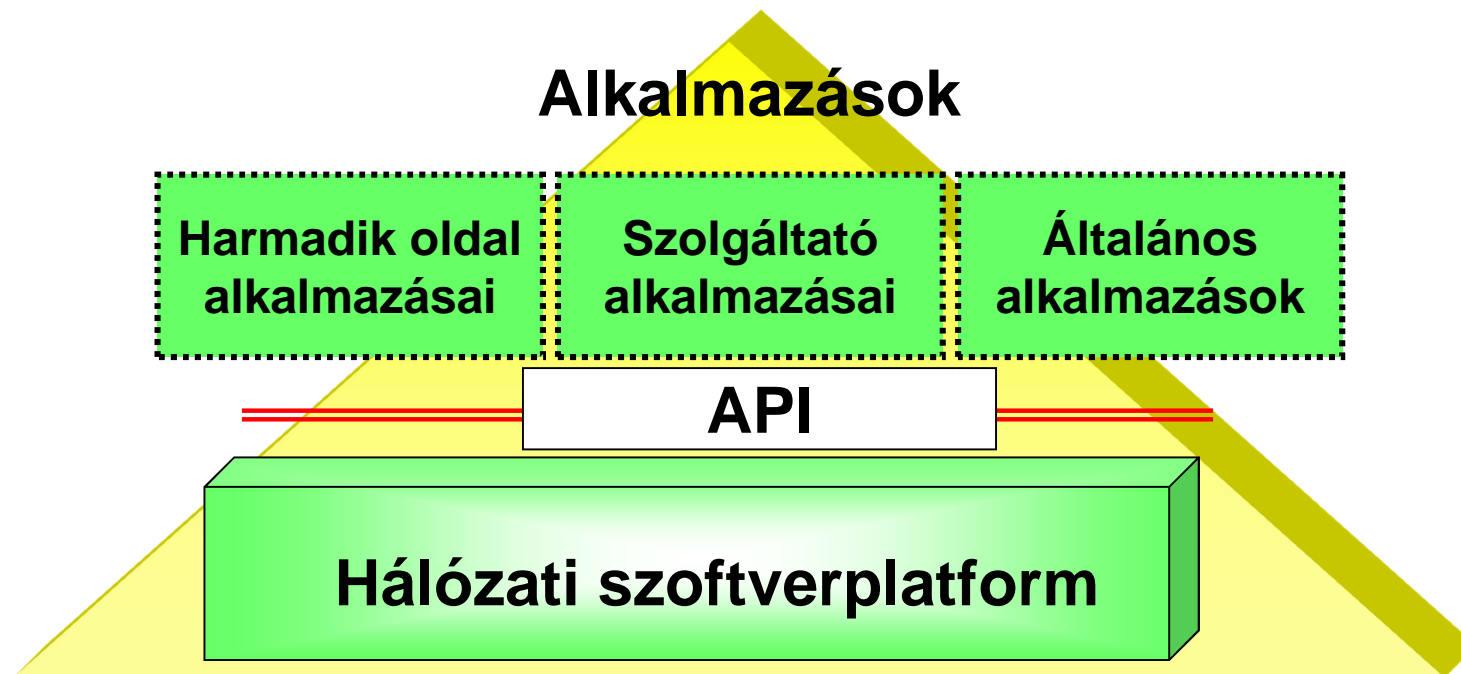 Alkalmazások
Harmadik oldal
alkalmazásai
Szolgáltató
alkalmazásai
Általános
alkalmazások
API
Hálózati szoftverplatform